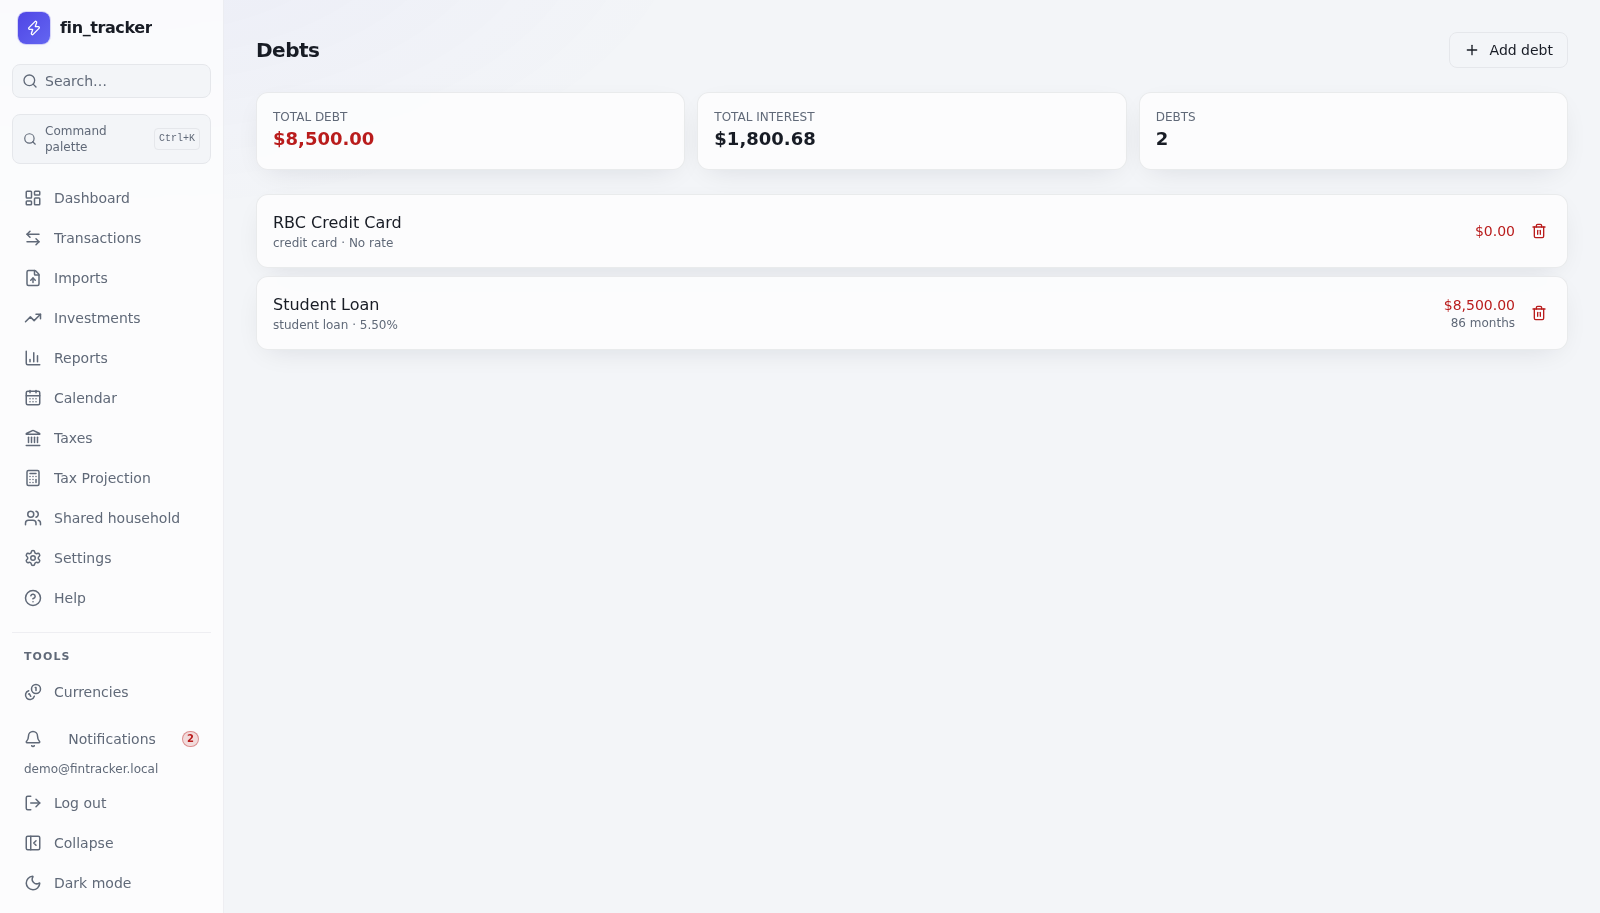 fin_tracker
Search...
Command
palette
Ctrl+K
Dashboard
Transactions
Imports
Investments
Reports
Calendar
Taxes
Tax Projection
Shared household
Settings
Help
TOOLS
Currencies
Notifications 2
demo@fintracker.local
Log out
Collapse
Dark mode
Debts
Add debt
TOTAL DEBT
$8,500.00
TOTAL INTEREST
$1,800.68
DEBTS
2
RBC Credit Card
credit card · No rate
$0.00
Student Loan
student loan · 5.50%
$8,500.00
86 months